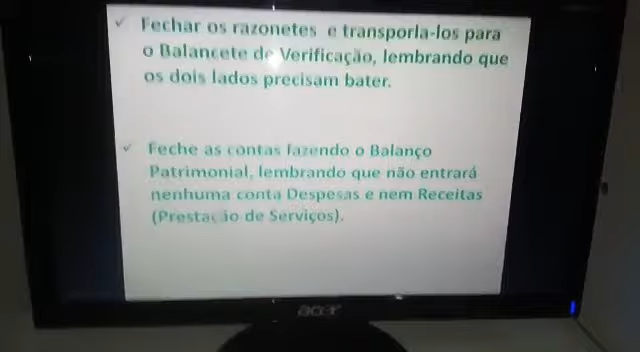 ✓ Fechar os razonetes e transporla-los para
o Balancete de Verificação, lembrando que
os dois lados precisam bater.
✓ Feche as contas fazendo o Balanço
Patrimonial, lembrando que não entrará
nenhuma conta Despesas e nem Receitas
(Prestação de Serviços).
acer